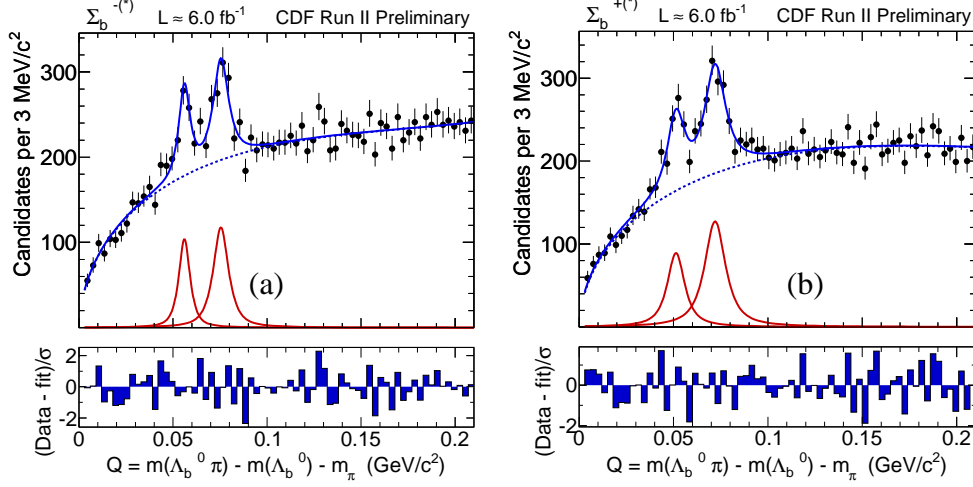 Σb -(*) L ≈ 6.0 fb-1 CDF Run II Preliminary
Candidates per 3 MeV/c2
300
200
100
(a)
(Data - fit)/σ
2
0
-2
0 0.05 0.1 0.15 0.2
Q = m(Λb0 π) - m(Λb0) - mπ (GeV/c2)
Σb +(*) L ≈ 6.0 fb-1 CDF Run II Preliminary
Candidates per 3 MeV/c2
300
200
100
(b)
(Data - fit)/σ
2
0
-2
0 0.05 0.1 0.15 0.2
Q = m(Λb0 π) - m(Λb0) - mπ (GeV/c2)